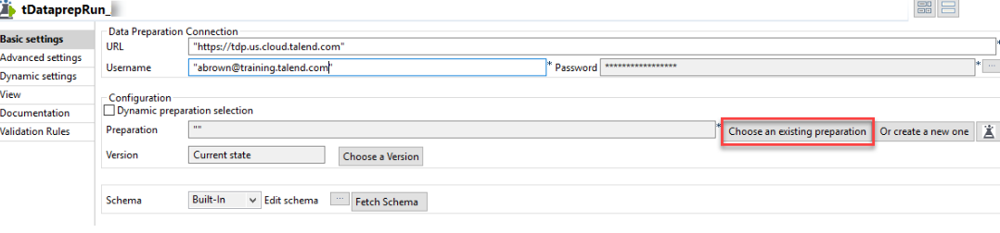 tDataprepRun_
Basic settings
Advanced settings
Dynamic settings
View
Documentation
Validation Rules
Data Preparation Connection
URL "https://tdp.us.cloud.talend.com" *
Username "abrown@training.talend.com" * Password ***************** * ...
Configuration
Dynamic preparation selection
Preparation "" * Choose an existing preparation Or create a new one
Version Current state Choose a Version
Schema Built-In Edit schema ... Fetch Schema